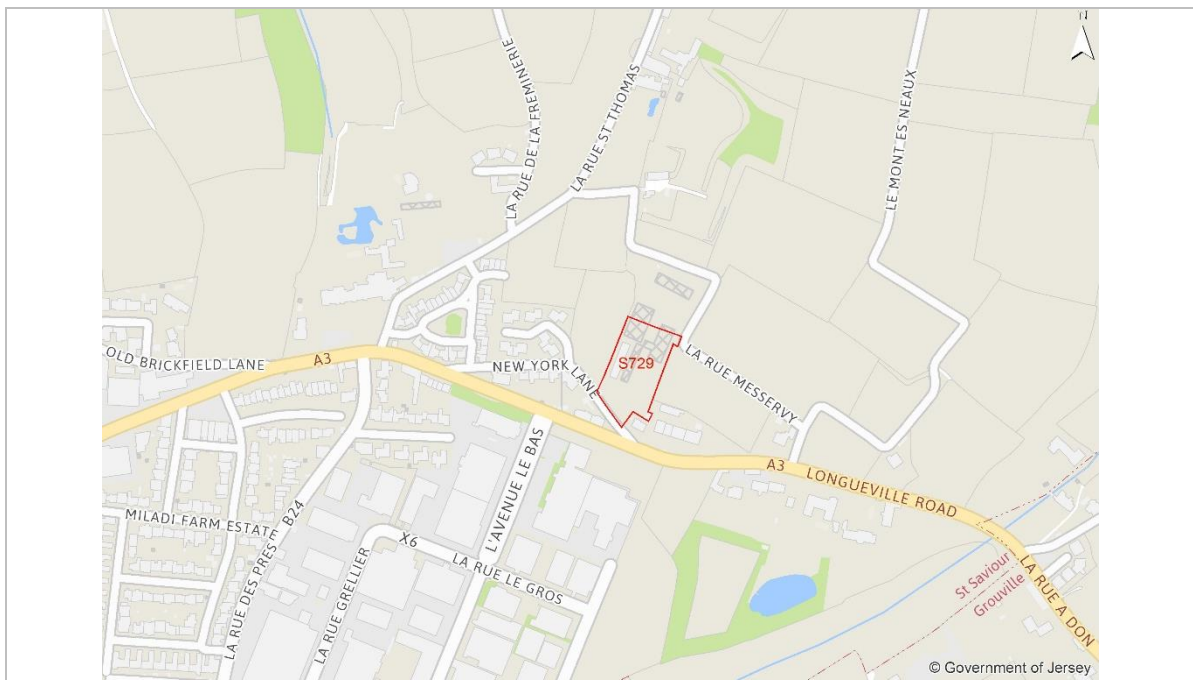 N
LA RUE DE LA FREMINERIE
LA RUE ST THOMAS
LE MONT ES NEAUX
OLD BRICKFIELD LANE
A3
NEW YORK LANE
S729
LA RUE MESSERVY
L'AVENUE LE BAS
A3
LONGUEVILLE ROAD
MILADI FARM ESTATE
LA RUE DES PRES
B24
X6
LA RUE LE GROS
LA RUE GRELLIER
St Saviour
Grouville
LA RUE A DON
© Government of Jersey